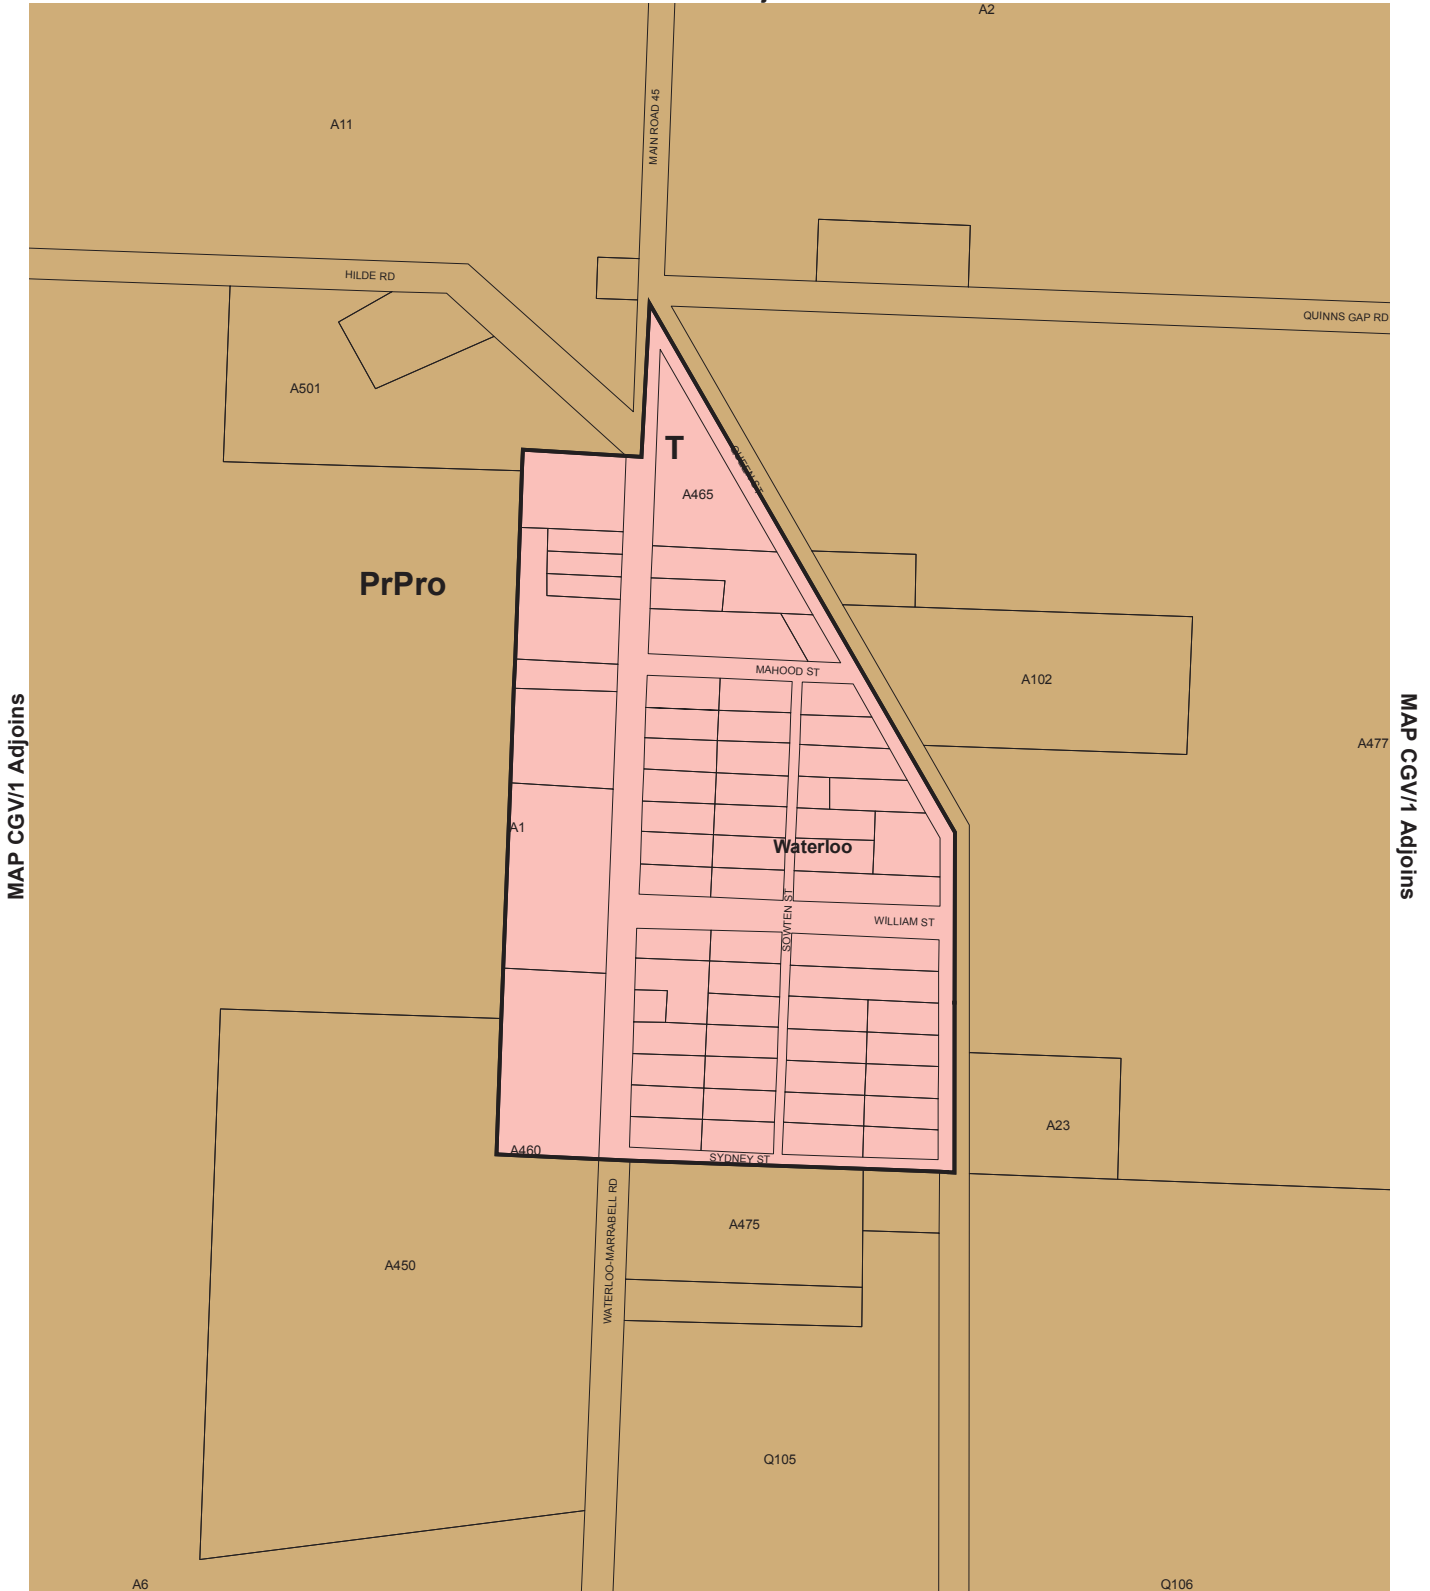 A2
MAIN ROAD 45
A11
HILDE RD
QUINNS GAP RD
A501
T
QUEEN ST
A465
PrPro
MAHOOD ST
A102
MAP CGV/1 Adjoins
MAP CGV/1 Adjoins
A477
A1
Waterloo
SOWTEN ST
WILLIAM ST
A23
A460
SYDNEY ST
WATERLOO-MARRABELL RD
A475
A450
Q105
A6
Q106